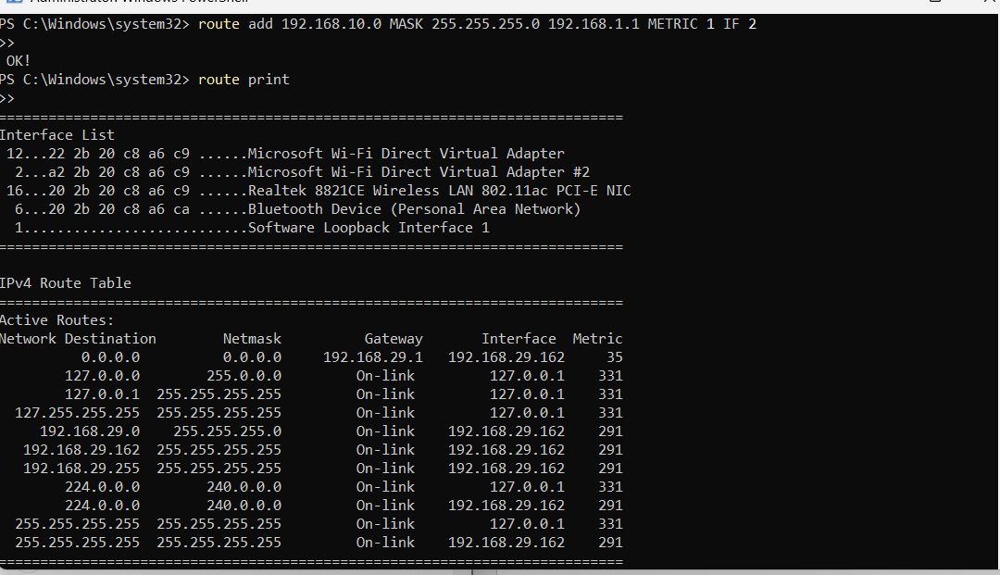 PS C:\Windows\system32> route add 192.168.10.0 MASK 255.255.255.0 192.168.1.1 METRIC 1 IF 2
>>
 OK!
PS C:\Windows\system32> route print
>>
===========================================================================
Interface List
 12...22 2b 20 c8 a6 c9 ......Microsoft Wi-Fi Direct Virtual Adapter
  2...a2 2b 20 c8 a6 c9 ......Microsoft Wi-Fi Direct Virtual Adapter #2
 16...20 2b 20 c8 a6 c9 ......Realtek 8821CE Wireless LAN 802.11ac PCI-E NIC
  6...20 2b 20 c8 a6 ca ......Bluetooth Device (Personal Area Network)
  1...........................Software Loopback Interface 1
===========================================================================
IPv4 Route Table
===========================================================================
Active Routes:
Network Destination        Netmask          Gateway       Interface  Metric
          0.0.0.0          0.0.0.0     192.168.29.1   192.168.29.162     35
        127.0.0.0        255.0.0.0         On-link         127.0.0.1    331
        127.0.0.1  255.255.255.255         On-link         127.0.0.1    331
  127.255.255.255  255.255.255.255         On-link         127.0.0.1    331
     192.168.29.0    255.255.255.0         On-link    192.168.29.162    291
   192.168.29.162  255.255.255.255         On-link    192.168.29.162    291
   192.168.29.255  255.255.255.255         On-link    192.168.29.162    291
        224.0.0.0        240.0.0.0         On-link         127.0.0.1    331
        224.0.0.0        240.0.0.0         On-link    192.168.29.162    291
  255.255.255.255  255.255.255.255         On-link         127.0.0.1    331
  255.255.255.255  255.255.255.255         On-link    192.168.29.162    291
===========================================================================